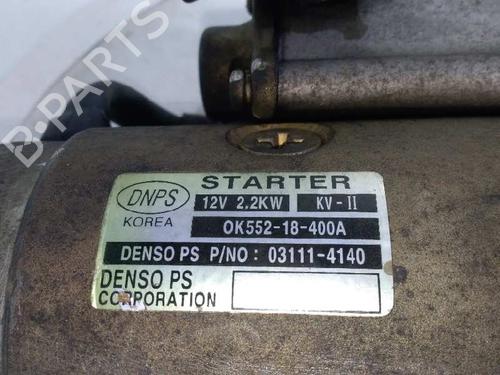 B-PARTS
DNPS
KOREA
STARTER
12V 2.2KW KV-II
OK552-18-400A
DENSO PS P/NO: 03111-4140
DENSO PS
CORPORATION